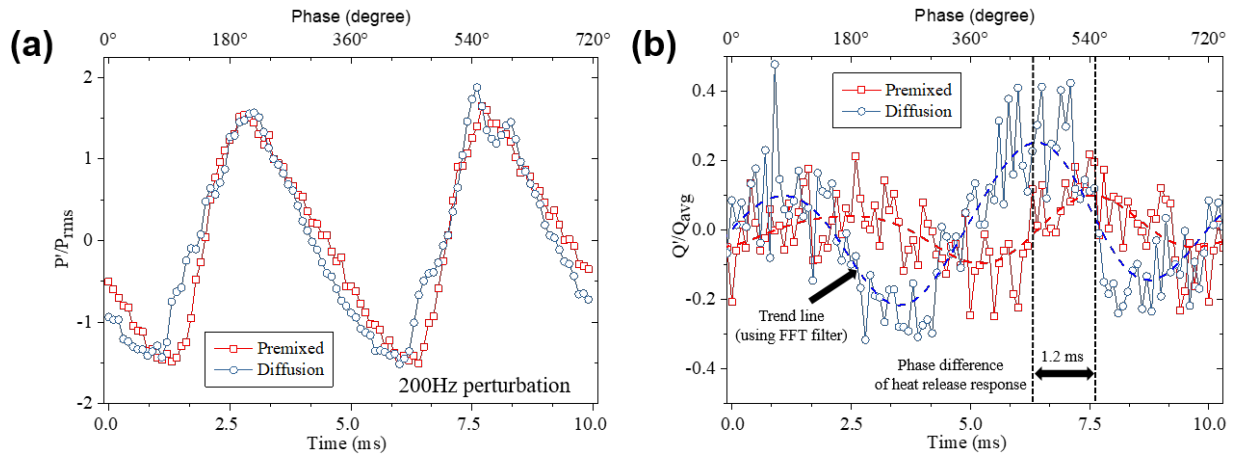 (a)
Phase (degree)
0° 180° 360° 540° 720°
P'/Prms
2
1
0
-1
-2
Premixed
Diffusion
200Hz perturbation
0.0 2.5 5.0 7.5 10.0
Time (ms)
(b)
Phase (degree)
0° 180° 360° 540° 720°
Q'/Qavg
0.4
0.2
0.0
-0.2
-0.4
Premixed
Diffusion
Trend line
(using FFT filter)
Phase difference
of heat release response
1.2 ms
0.0 2.5 5.0 7.5 10.0
Time (ms)